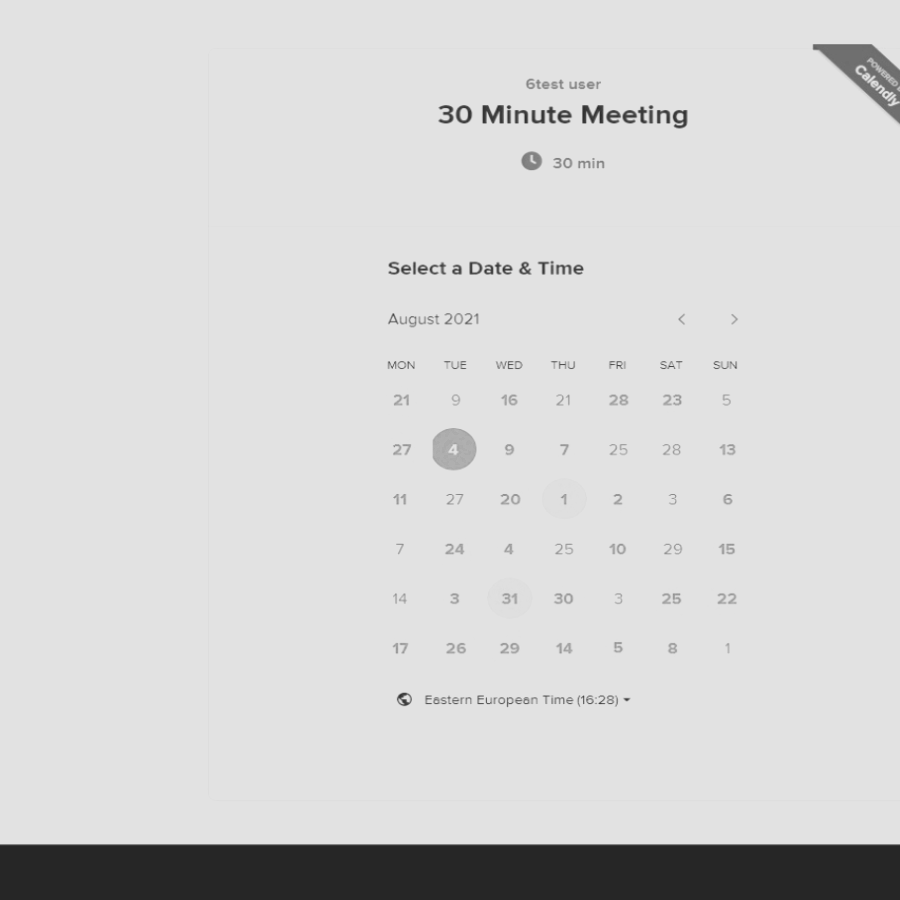 POWERED
Calendly
6test user
30 Minute Meeting
30 min
Select a Date & Time
August 2021
MON TUE WED THU FRI SAT SUN
21 9 16 21 28 23 5
27 4 9 7 25 28 13
11 27 20 1 2 3 6
7 24 4 25 10 29 15
14 3 31 30 3 25 22
17 26 29 14 5 8 1
Eastern European Time (16:28)